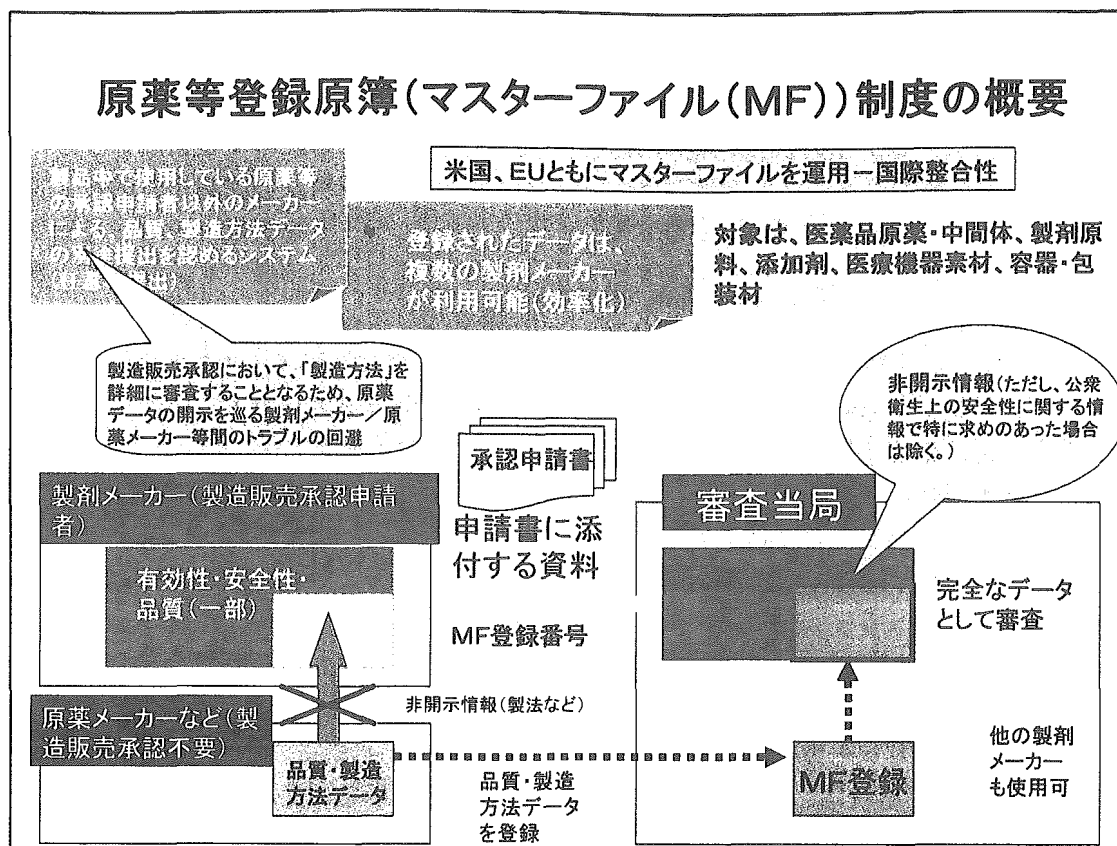 原薬等登録原簿(マスターファイル(MF))制度の概要
米国、EUともにマスターファイルを運用－国際整合性
使用している原薬等
申請者以外のメーカー
による、品質、製造方法データ
提出を認めるシステム
登録されたデータは、
複数の製剤メーカー
が利用可能(効率化)
対象は、医薬品原薬・中間体、製剤原
料、添加剤、医療機器素材、容器・包
装材
製造販売承認において、「製造方法」を
詳細に審査することとなるため、原薬
データの開示を巡る製剤メーカー／原
薬メーカー等間のトラブルの回避
非開示情報(ただし、公衆
衛生上の安全性に関する情
報で特に求めのあった場合
は除く。)
承認申請書
製剤メーカー(製造販売承認申請
者)
申請書に添
付する資料
審査当局
有効性・安全性・
品質(一部)
完全なデータ
として審査
MF登録番号
非開示情報(製法など)
原薬メーカーなど(製
造販売承認不要)
品質・製造
方法データ
品質・製造
方法データ
を登録
MF登録
他の製剤
メーカー
も使用可